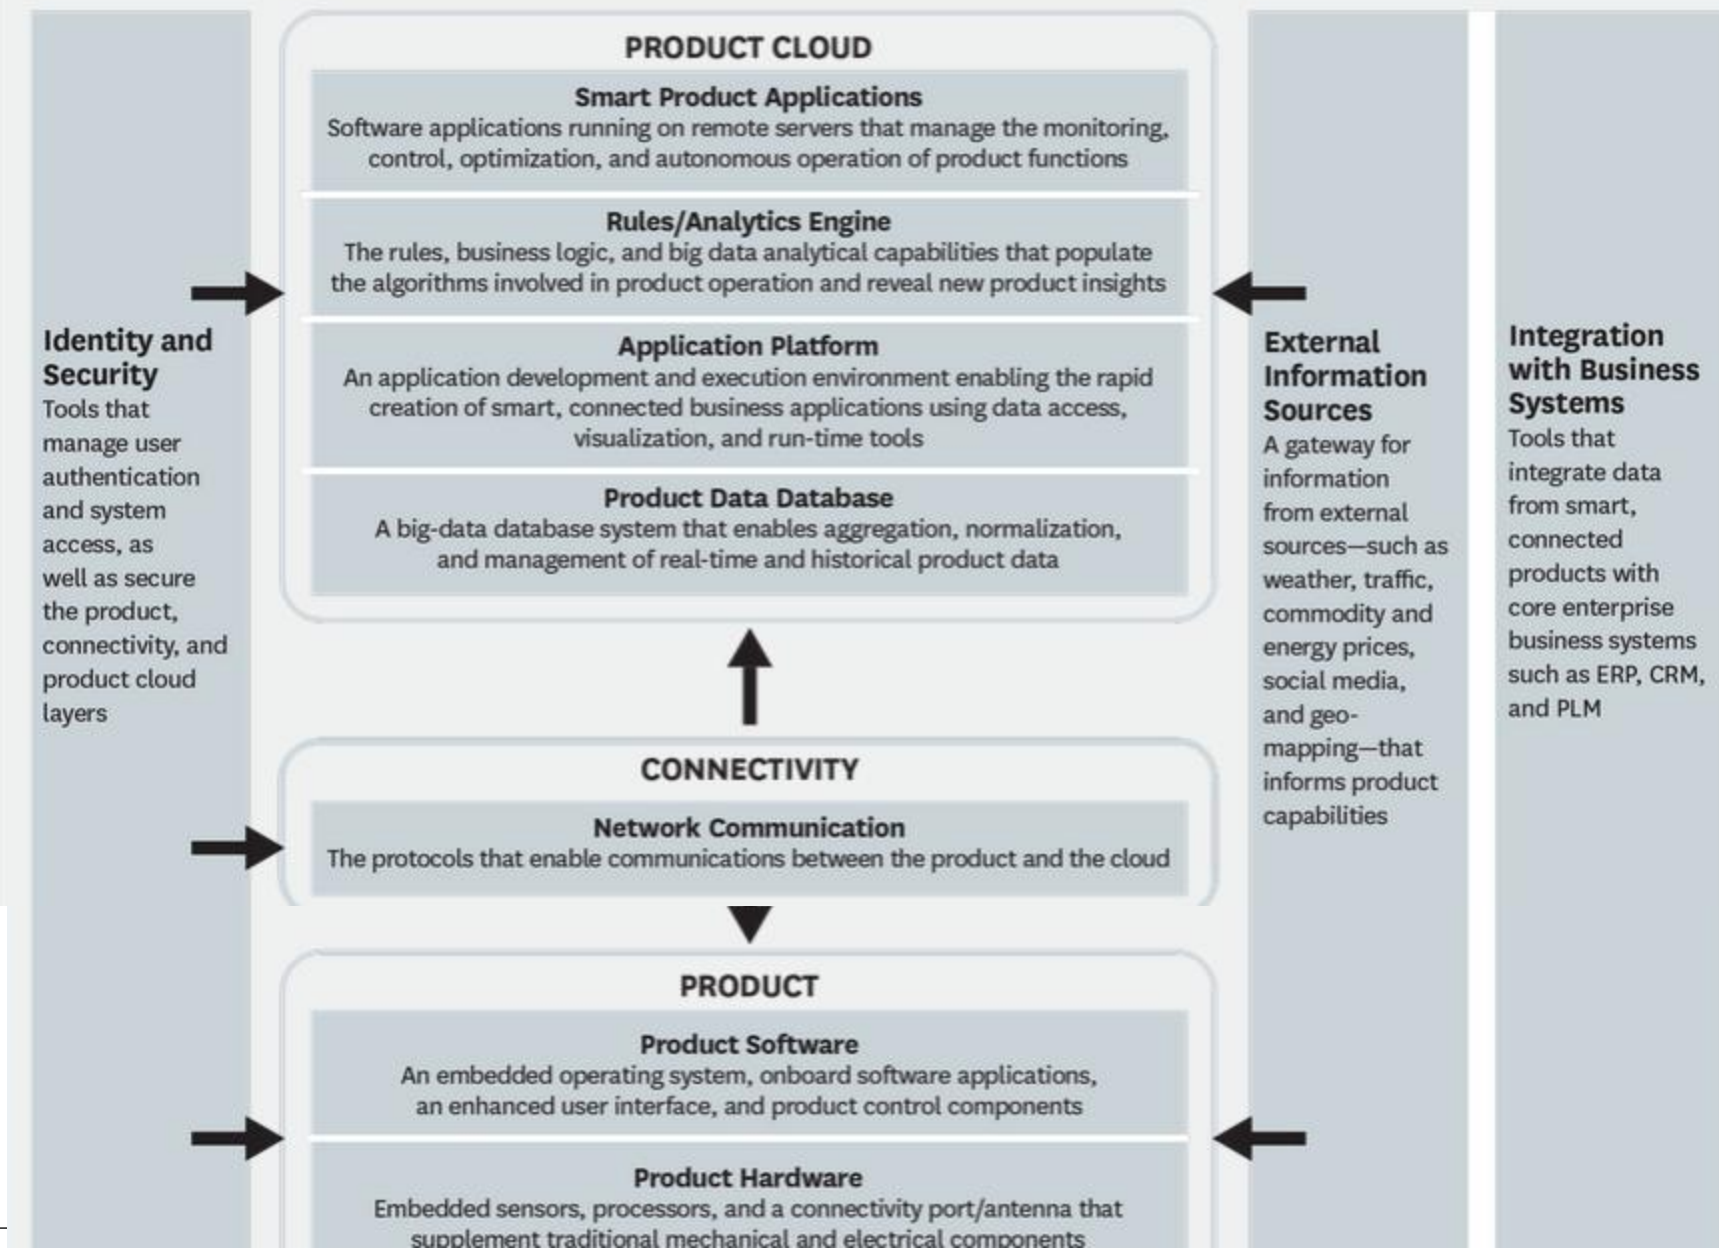 PRODUCT CLOUD
Smart Product Applications
Software applications running on remote servers that manage the monitoring,
control, optimization, and autonomous operation of product functions
Rules/Analytics Engine
The rules, business logic, and big data analytical capabilities that populate
the algorithms involved in product operation and reveal new product insights
Application Platform
An application development and execution environment enabling the rapid
creation of smart, connected business applications using data access,
visualization, and run-time tools
Product Data Database
A big-data database system that enables aggregation, normalization,
and management of real-time and historical product data
CONNECTIVITY
Network Communication
The protocols that enable communications between the product and the cloud
PRODUCT
Product Software
An embedded operating system, onboard software applications,
an enhanced user interface, and product control components
Product Hardware
Embedded sensors, processors, and a connectivity port/antenna that
supplement traditional mechanical and electrical components
Identity and
Security
Tools that
manage user
authentication
and system
access, as
well as secure
the product,
connectivity, and
product cloud
layers
External
Information
Sources
A gateway for
information
from external
sources—such as
weather, traffic,
commodity and
energy prices,
social media,
and geo-
mapping—that
informs product
capabilities
Integration
with Business
Systems
Tools that
integrate data
from smart,
connected
products with
core enterprise
business systems
such as ERP, CRM,
and PLM